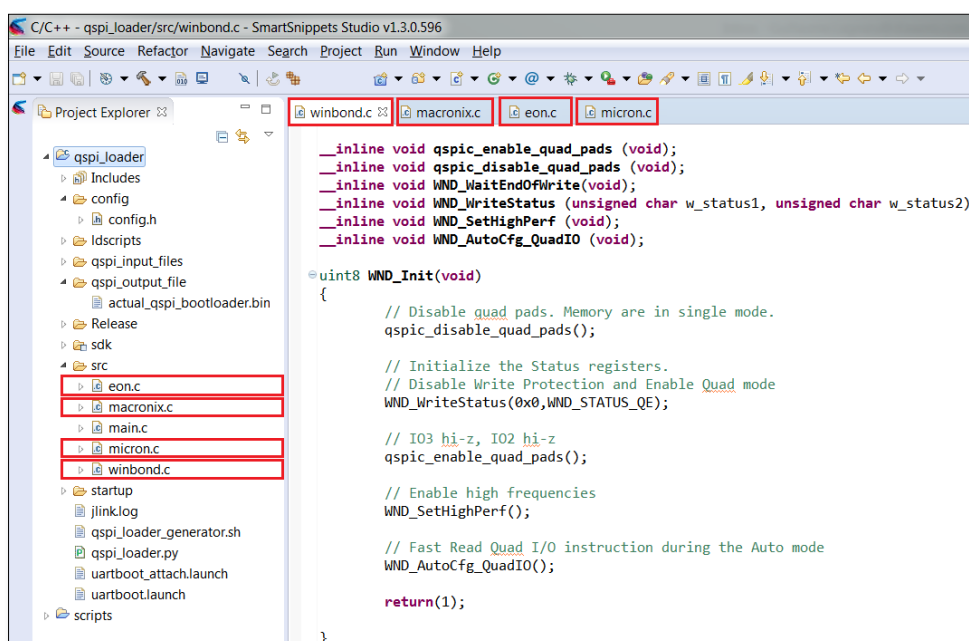 C/C++ - qspi_loader/src/winbond.c - SmartSnippets Studio v1.3.0.596
File Edit Source Refactor Navigate Search Project Run Window Help
Project Explorer
qspi_loader
Includes
config
config.h
ldscripts
qspi_input_files
qspi_output_file
actual_qspi_bootloader.bin
Release
sdk
src
eon.c
macronix.c
main.c
micron.c
winbond.c
startup
jlink.log
qspi_loader_generator.sh
qspi_loader.py
uartboot_attach.launch
uartboot.launch
scripts
winbond.c macronix.c eon.c micron.c
__inline void qspic_enable_quad_pads (void);
__inline void qspic_disable_quad_pads (void);
__inline void WND_WaitEndOfWrite(void);
__inline void WND_WriteStatus (unsigned char w_status1, unsigned char w_status2)
__inline void WND_SetHighPerf (void);
__inline void WND_AutoCfg_QuadIO (void);
uint8 WND_Init(void)
{
// Disable quad pads. Memory are in single mode.
qspic_disable_quad_pads();
// Initialize the Status registers.
// Disable Write Protection and Enable Quad mode
WND_WriteStatus(0x0,WND_STATUS_QE);
// IO3 hi-z, IO2 hi-z
qspic_enable_quad_pads();
// Enable high frequencies
WND_SetHighPerf();
// Fast Read Quad I/O instruction during the Auto mode
WND_AutoCfg_QuadIO();
return(1);
}